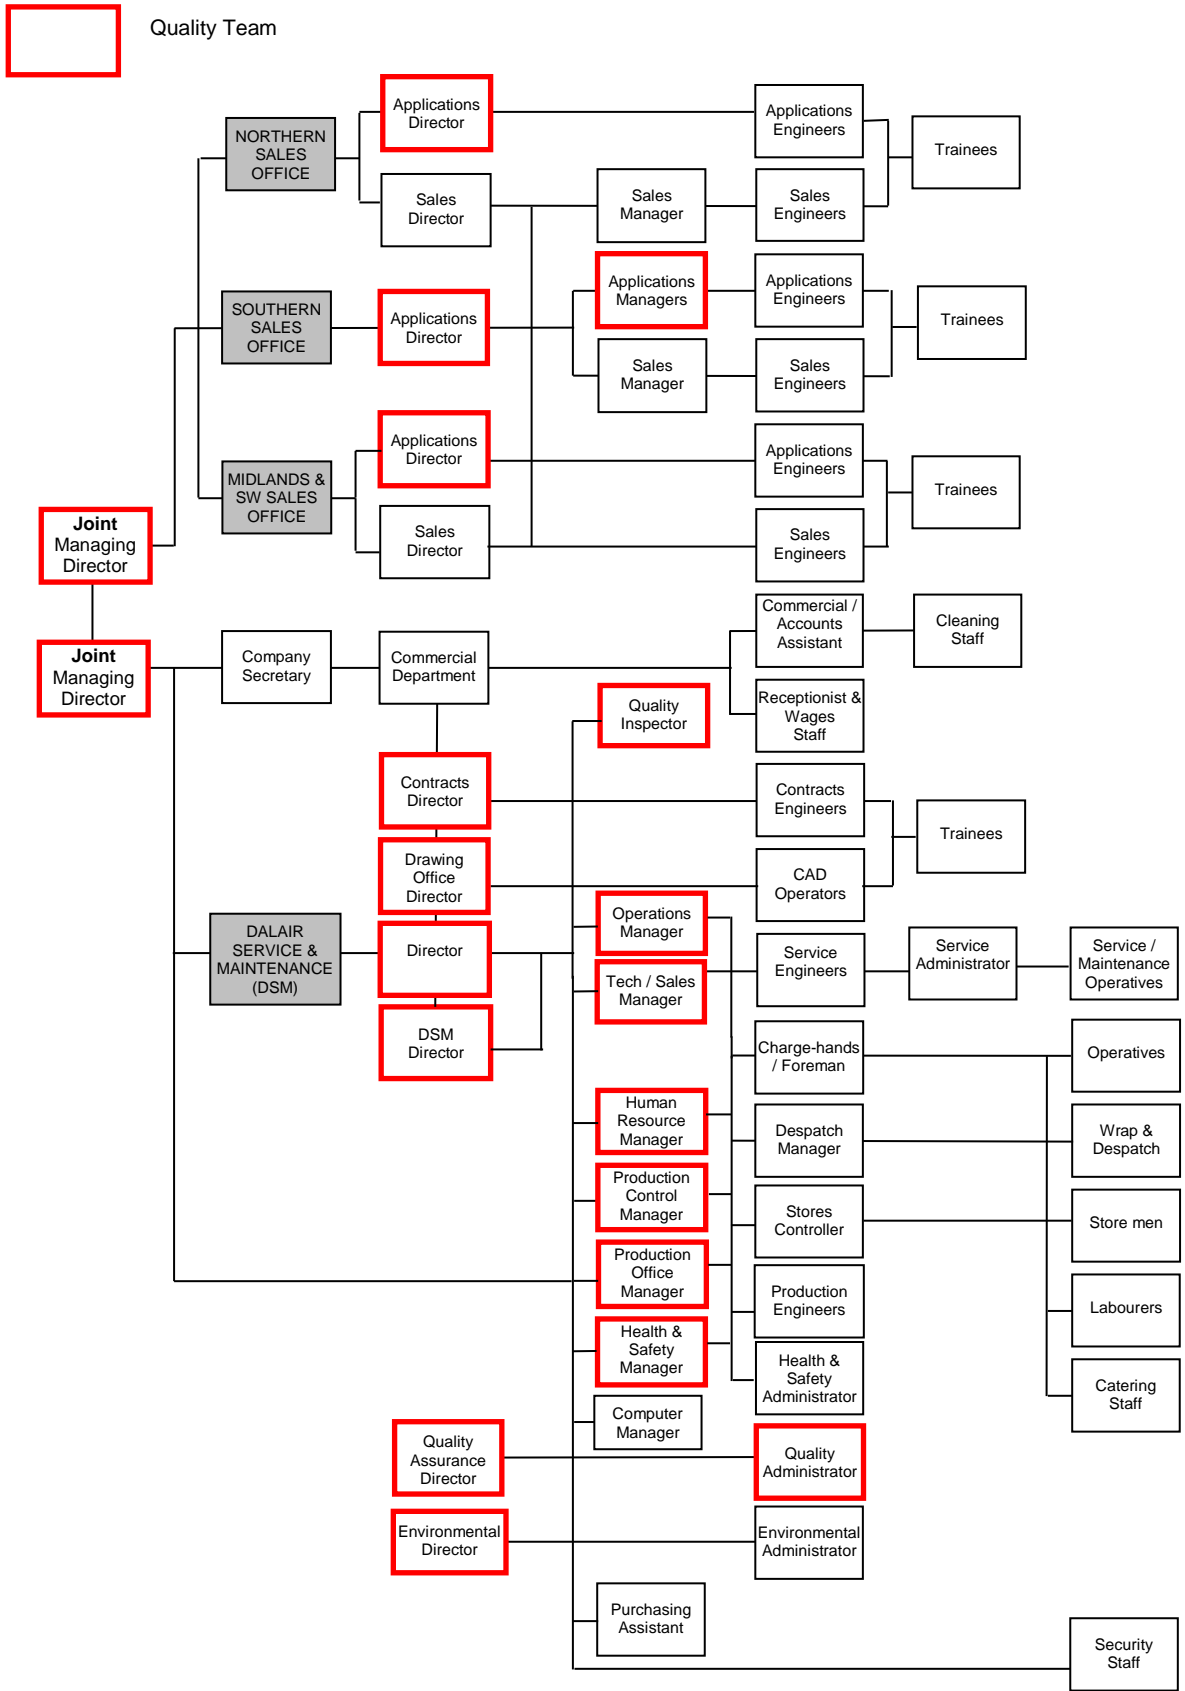 Quality Team
Applications
Director
Applications
Engineers
NORTHERN
SALES
OFFICE
Trainees
Sales
Director
Sales
Manager
Sales
Engineers
Applications
Managers
Applications
Engineers
SOUTHERN
SALES
OFFICE
Applications
Director
Trainees
Sales
Manager
Sales
Engineers
Applications
Director
Applications
Engineers
MIDLANDS &
SW SALES
OFFICE
Trainees
Sales
Director
Sales
Engineers
Joint
Managing
Director
Commercial /
Accounts
Assistant
Cleaning
Staff
Joint
Managing
Director
Company
Secretary
Commercial
Department
Quality
Inspector
Receptionist &
Wages
Staff
Contracts
Director
Contracts
Engineers
Trainees
Drawing
Office
Director
CAD
Operators
Operations
Manager
DALAIR
SERVICE &
MAINTENANCE
(DSM)
Director
Tech / Sales
Manager
Service
Engineers
Service
Administrator
Service /
Maintenance
Operatives
DSM
Director
Charge-hands
/ Foreman
Operatives
Human
Resource
Manager
Despatch
Manager
Wrap &
Despatch
Production
Control
Manager
Stores
Controller
Store men
Production
Office
Manager
Production
Engineers
Labourers
Health &
Safety
Manager
Health &
Safety
Administrator
Catering
Staff
Computer
Manager
Quality
Assurance
Director
Quality
Administrator
Environmental
Director
Environmental
Administrator
Purchasing
Assistant
Security
Staff